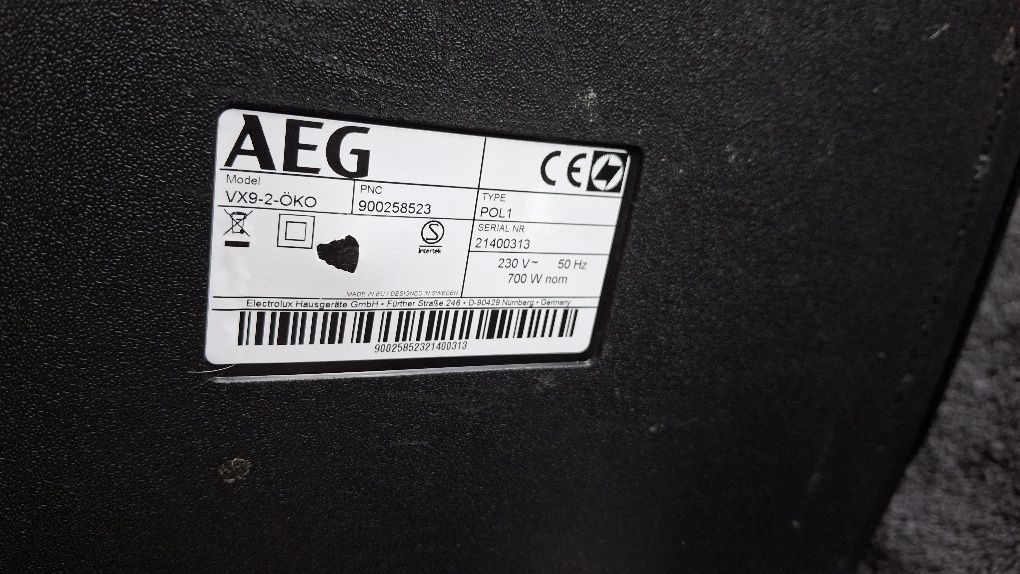 AEG
CE
Model
VX9-2-ÖKO
PNC
900258523
TYPE
POL1
S
Intertek
SERIAL NR
21400313
230 V~ 50 Hz
700 W nom
MADE IN EU / DESIGNED IN SWEDEN
Electrolux Hausgeräte GmbH • Fürther Straße 246 • D-90429 Nürnberg • Germany
90025852321400313